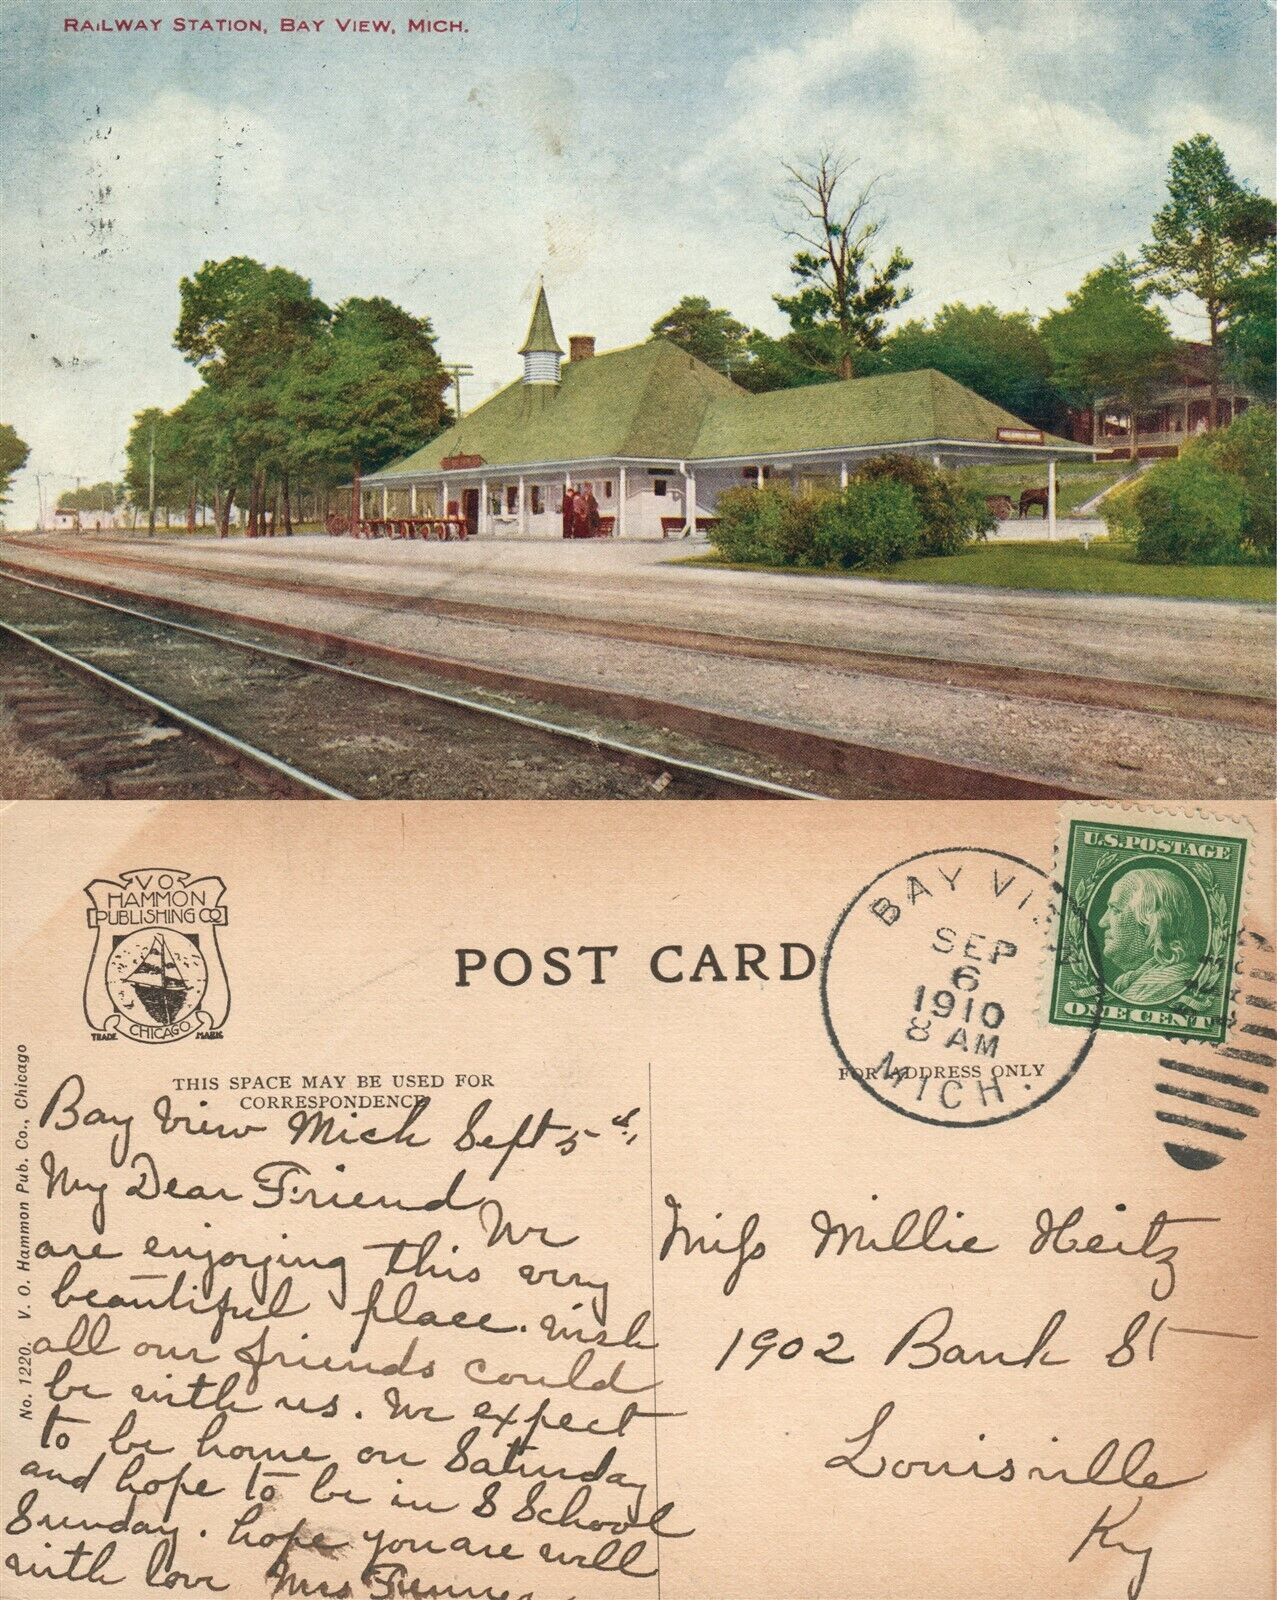 RAILWAY STATION, BAY VIEW, MICH.
V O
HAMMON
PUBLISHING CO
CHICAGO
TRADE MARK
POST CARD
BAY VIEW
SEP
6
1910
8 AM
MICH.
U.S. POSTAGE
ONE CENT
THIS SPACE MAY BE USED FOR
CORRESPONDENCE
FOR ADDRESS ONLY
No. 1220. V. O. Hammon Pub. Co., Chicago
Bay View Mich Sept 5th,
My Dear Friend
We
are enjoying this very
beautiful place. wish
all our friends could
be with us. We expect
to be home on Saturday
and hope to be in S School
Sunday. hope you are well
with love Mrs
Miss Millie Heitz
1902 Bank St
Louisville
Ky